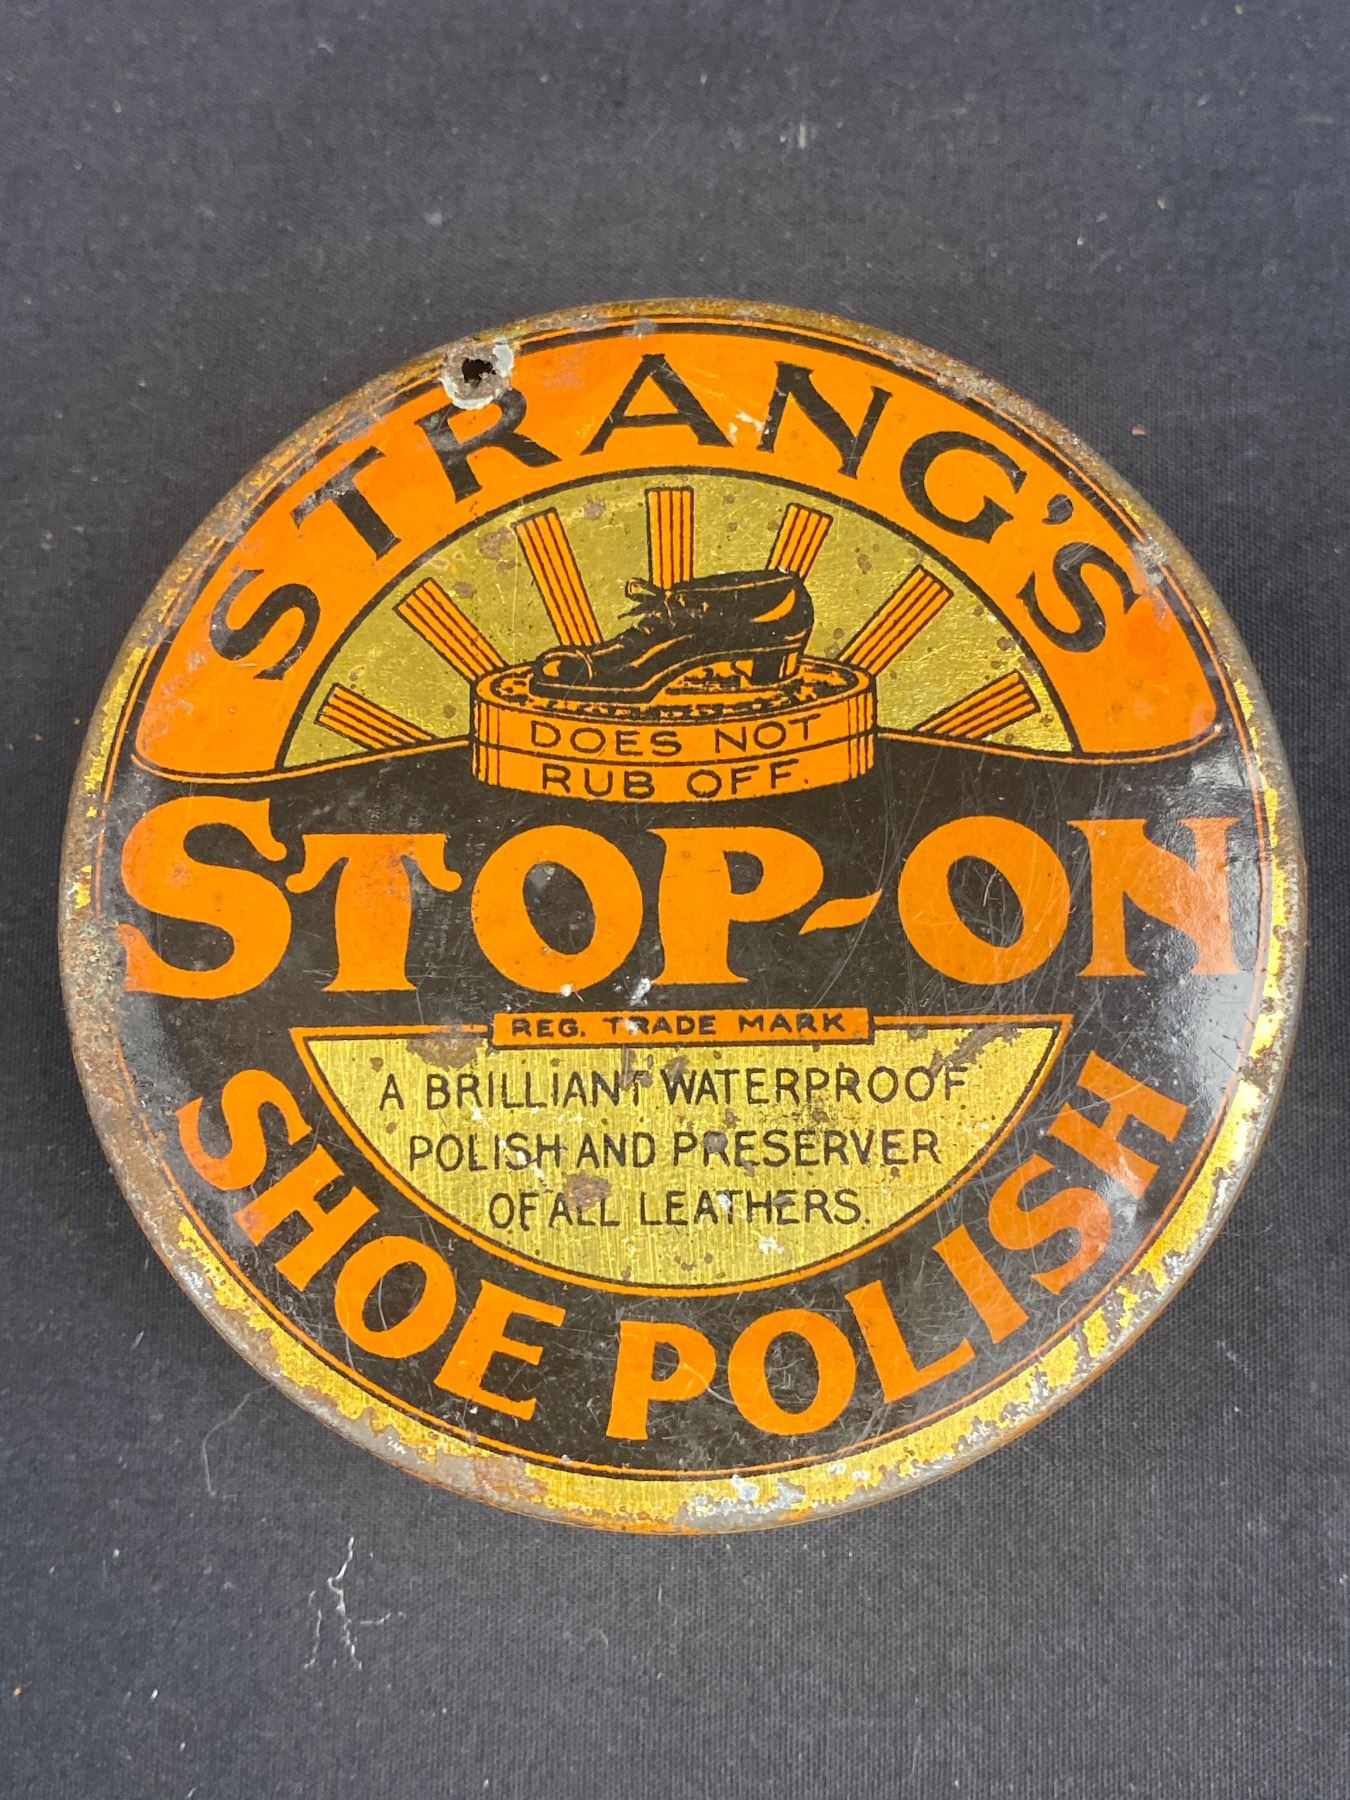 STRANG'S
DOES NOT
RUB OFF.
STOP-ON
REG. TRADE MARK
A BRILLIANT WATERPROOF
POLISH AND PRESERVER
OF ALL LEATHERS.
SHOE POLISH